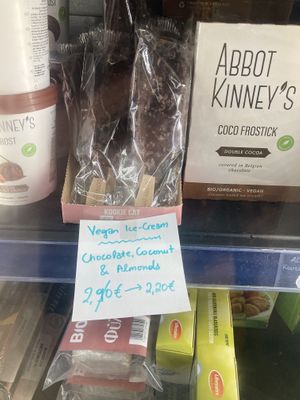 ABBOT
KINNEY'S
COCO FROSTICK
DOUBLE COCOA
covered in Belgian
chocolate
BIO/ORGANIC · VEGAN
NNEY'S
KOOKIE CAT
Vegan Ice-Cream
Chocolate, Coconut
& Almonds
2,90€ → 2,20€
BIO